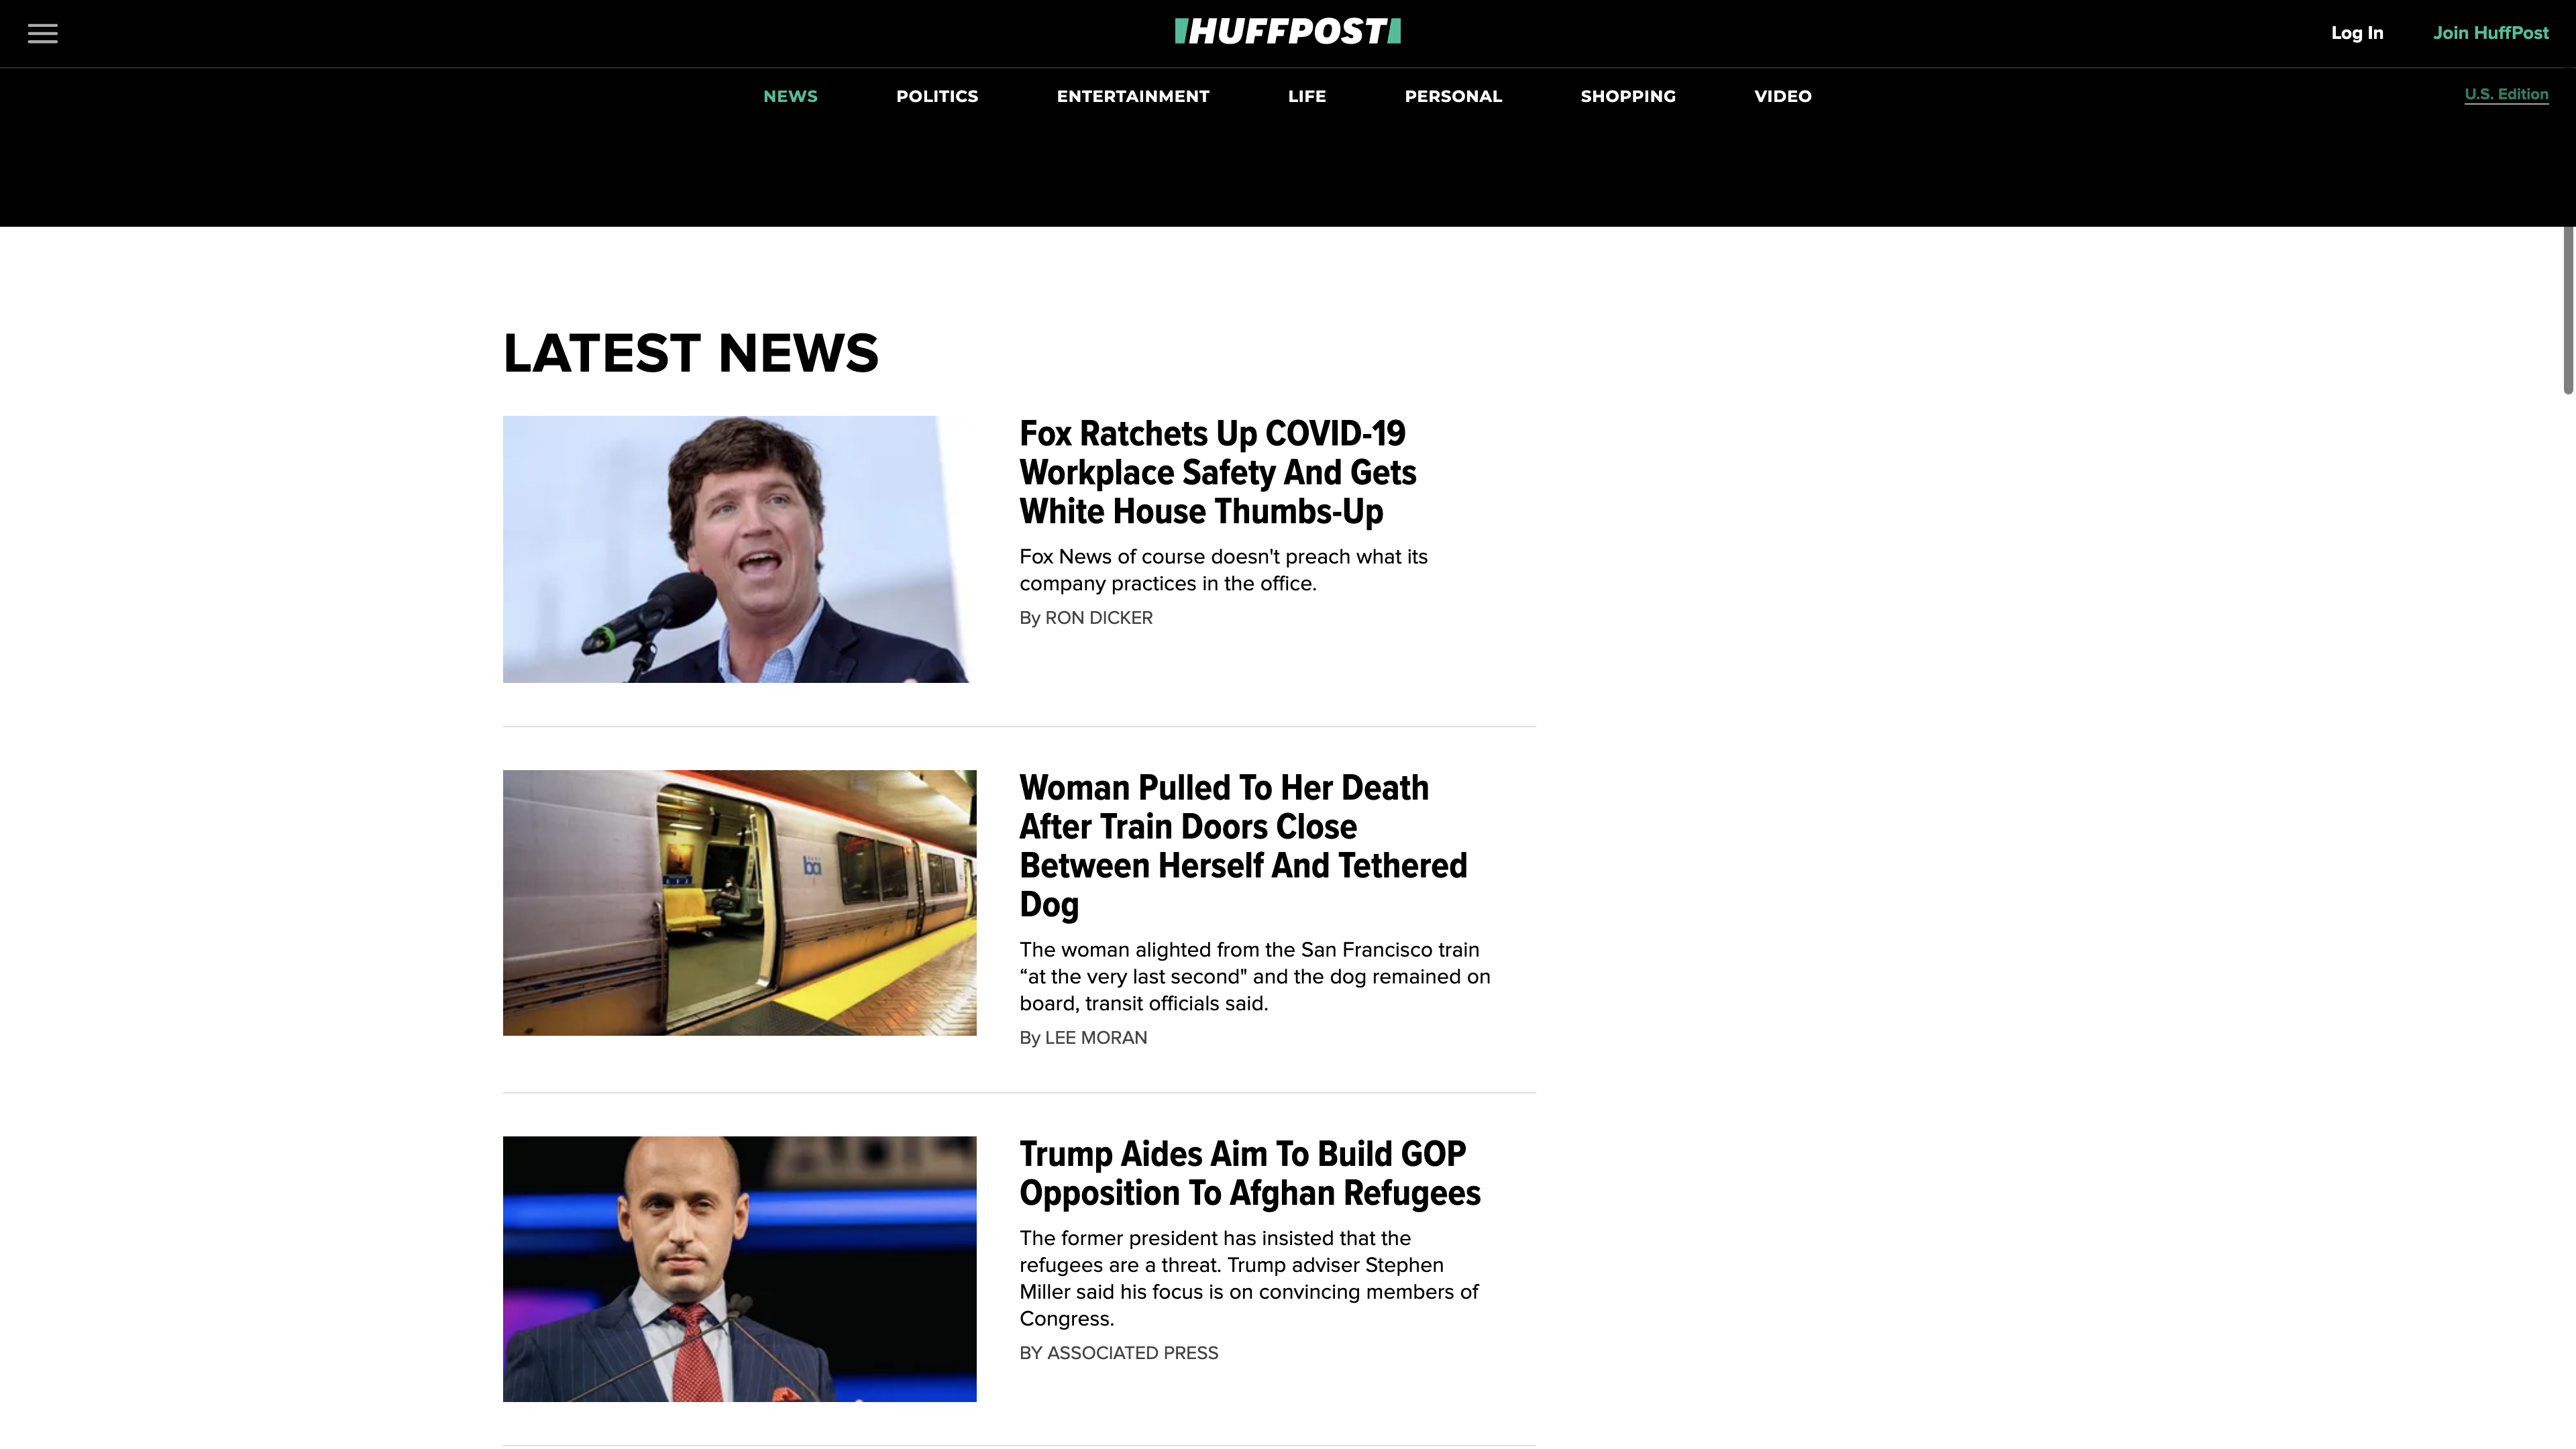 HUFFPOST
Log In
Join HuffPost
NEWS
POLITICS
ENTERTAINMENT
LIFE
PERSONAL
SHOPPING
VIDEO
U.S. Edition
LATEST NEWS
Fox Ratchets Up COVID-19
Workplace Safety And Gets
White House Thumbs-Up
Fox News of course doesn't preach what its
company practices in the office.
By RON DICKER
ba
Woman Pulled To Her Death
After Train Doors Close
Between Herself And Tethered
Dog
The woman alighted from the San Francisco train
“at the very last second" and the dog remained on
board, transit officials said.
By LEE MORAN
Trump Aides Aim To Build GOP
Opposition To Afghan Refugees
The former president has insisted that the
refugees are a threat. Trump adviser Stephen
Miller said his focus is on convincing members of
Congress.
BY ASSOCIATED PRESS